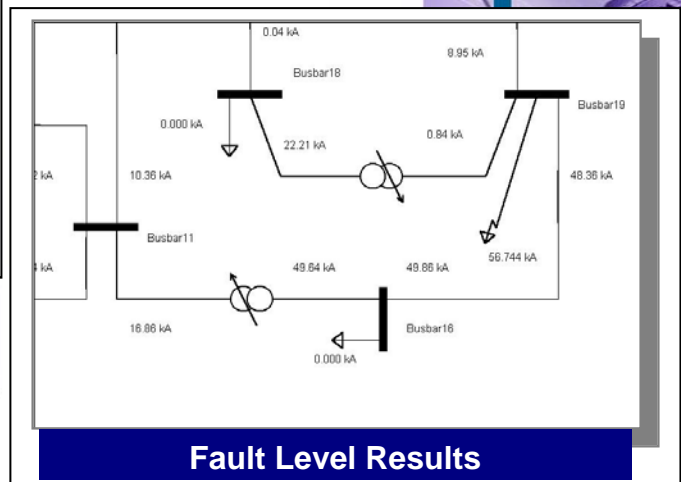 0.04 kA
8.95 kA
Busbar18
Busbar19
0.000 kA
22.21 kA
0.84 kA
10.36 kA
48.36 kA
Busbar11
56.744 kA
kA
49.64 kA
49.86 kA
16.86 kA
Busbar16
0.000 kA
Fault Level Results